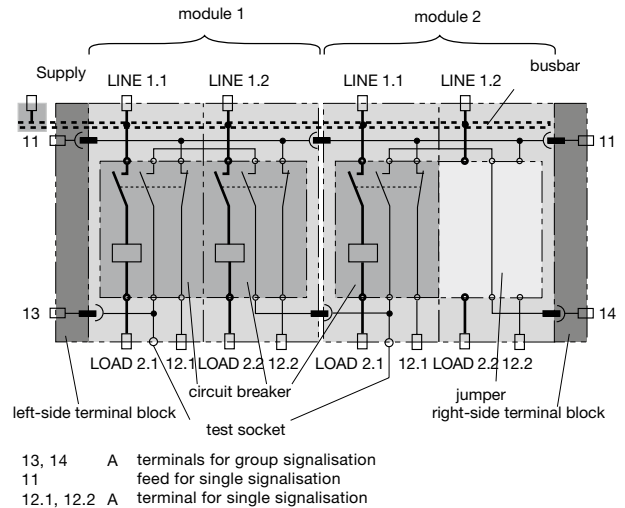 module 1 module 2
Supply LINE 1.1 LINE 1.2 LINE 1.1 LINE 1.2 busbar
11 11
13 14
LOAD 2.1 12.1 LOAD 2.2 12.2 LOAD 2.1 12.1 LOAD 2.2 12.2
circuit breaker jumper
left-side terminal block right-side terminal block
test socket
13, 14 A terminals for group signalisation
11 feed for single signalisation
12.1, 12.2 A terminal for single signalisation